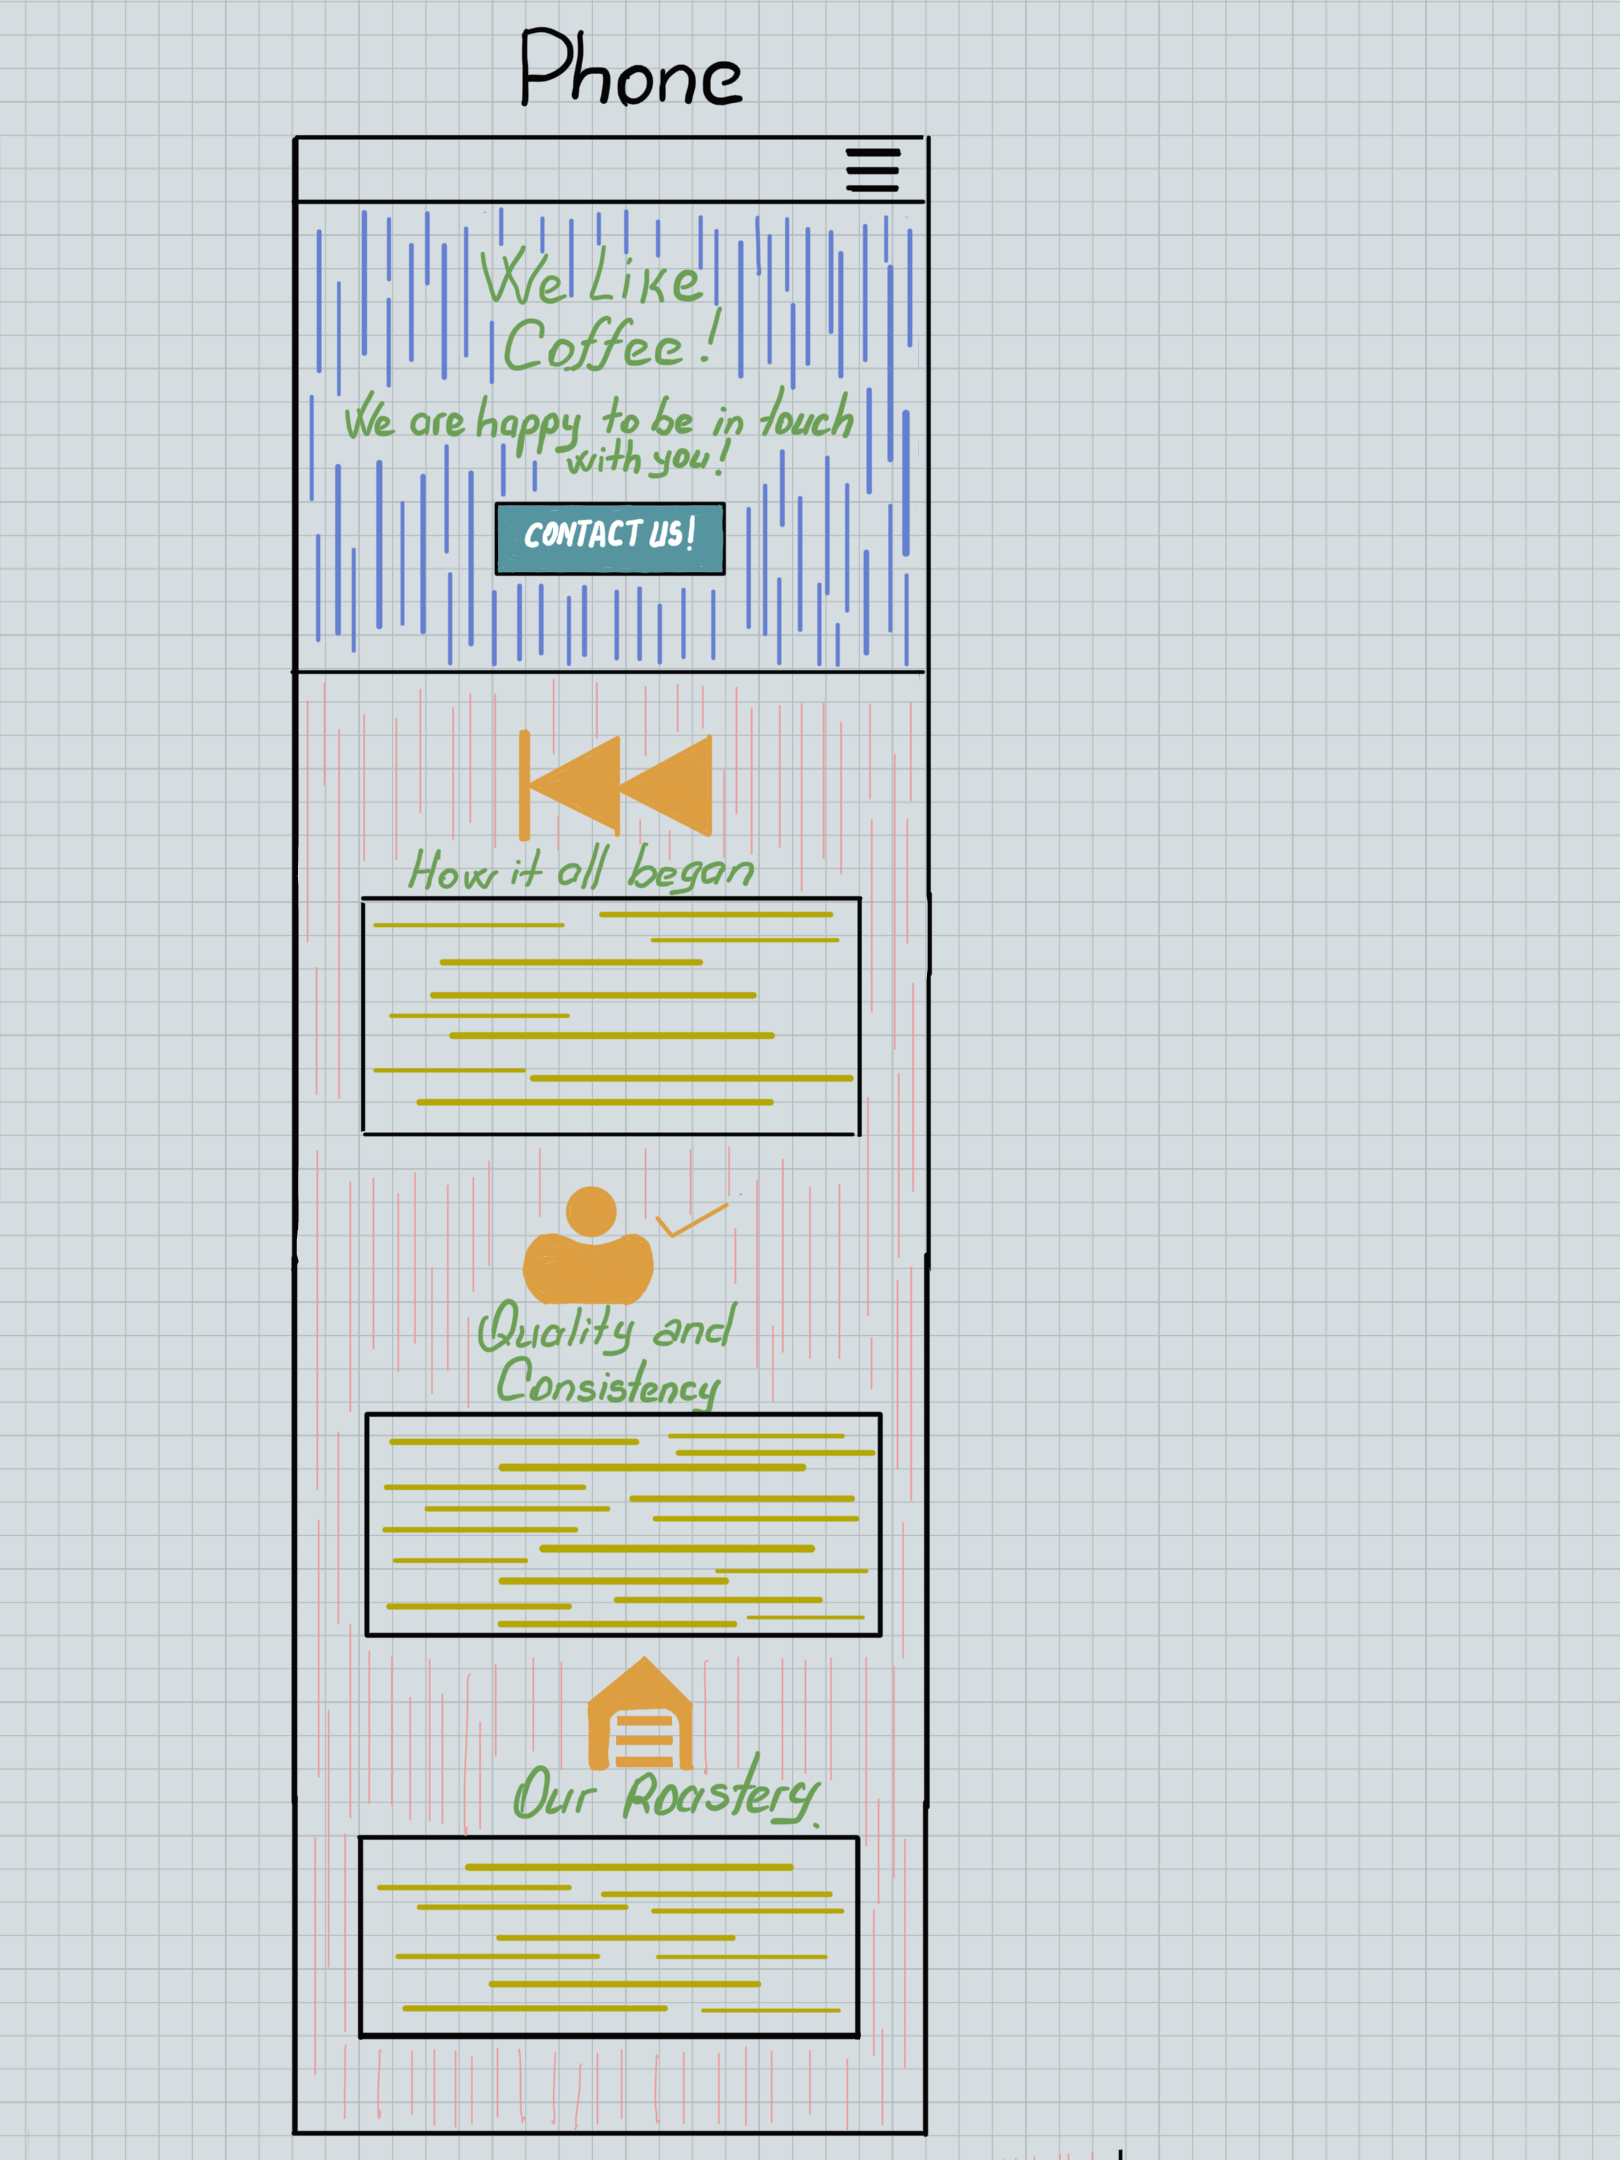 Phone
We Like
Coffee!
We are happy to be in touch
with you!
CONTACT US!
How it all began
Quality and
Consistency
Our Roastery.